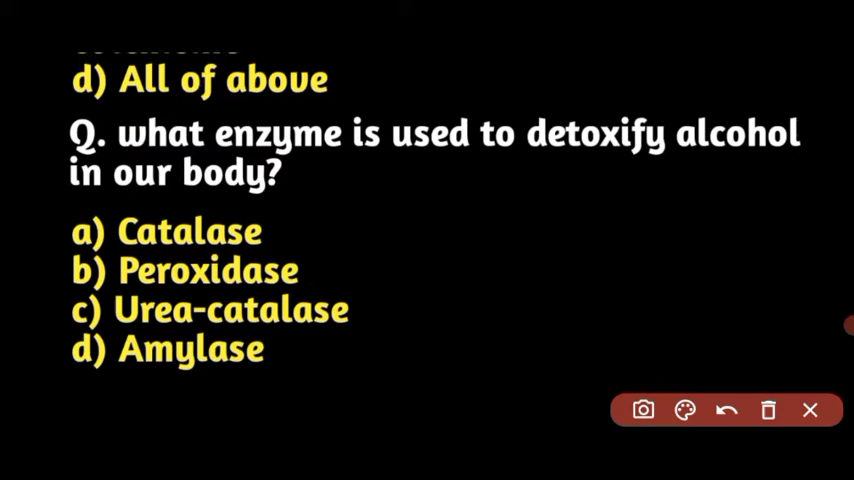 d) All of above
Q. what enzyme is used to detoxify alcohol
in our body?
a) Catalase
b) Peroxidase
c) Urea-catalase
d) Amylase